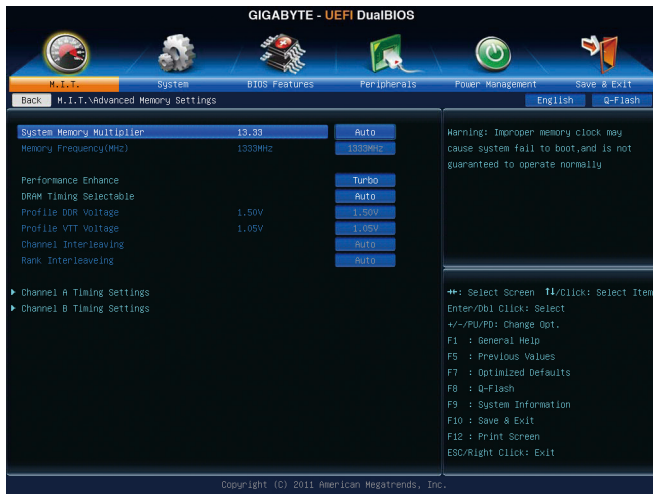 GIGABYTE - UEFI DualBIOS
M.I.T. System BIOS Features Peripherals Power Management Save & Exit
Back M.I.T.\Advanced Memory Settings English Q-Flash
System Memory Multiplier 13.33 Auto
Memory Frequency(MHz) 1333MHz 1333MHz
Performance Enhance Turbo
DRAM Timing Selectable Auto
Profile DDR Voltage 1.50V 1.50V
Profile VTT Voltage 1.05V 1.05V
Channel Interleaving Auto
Rank Interleaveing Auto
Channel A Timing Settings
Channel B Timing Settings
Warning: Improper memory clock may
cause system fail to boot,and is not
guaranteed to operate normally
→←: Select Screen ↑↓/Click: Select Item
Enter/Dbl Click: Select
+/-/PU/PD: Change Opt.
F1 : General Help
F5 : Previous Values
F7 : Optimized Defaults
F8 : Q-Flash
F9 : System Information
F10 : Save & Exit
F12 : Print Screen
ESC/Right Click: Exit
Copyright (C) 2011 American Megatrends, Inc.